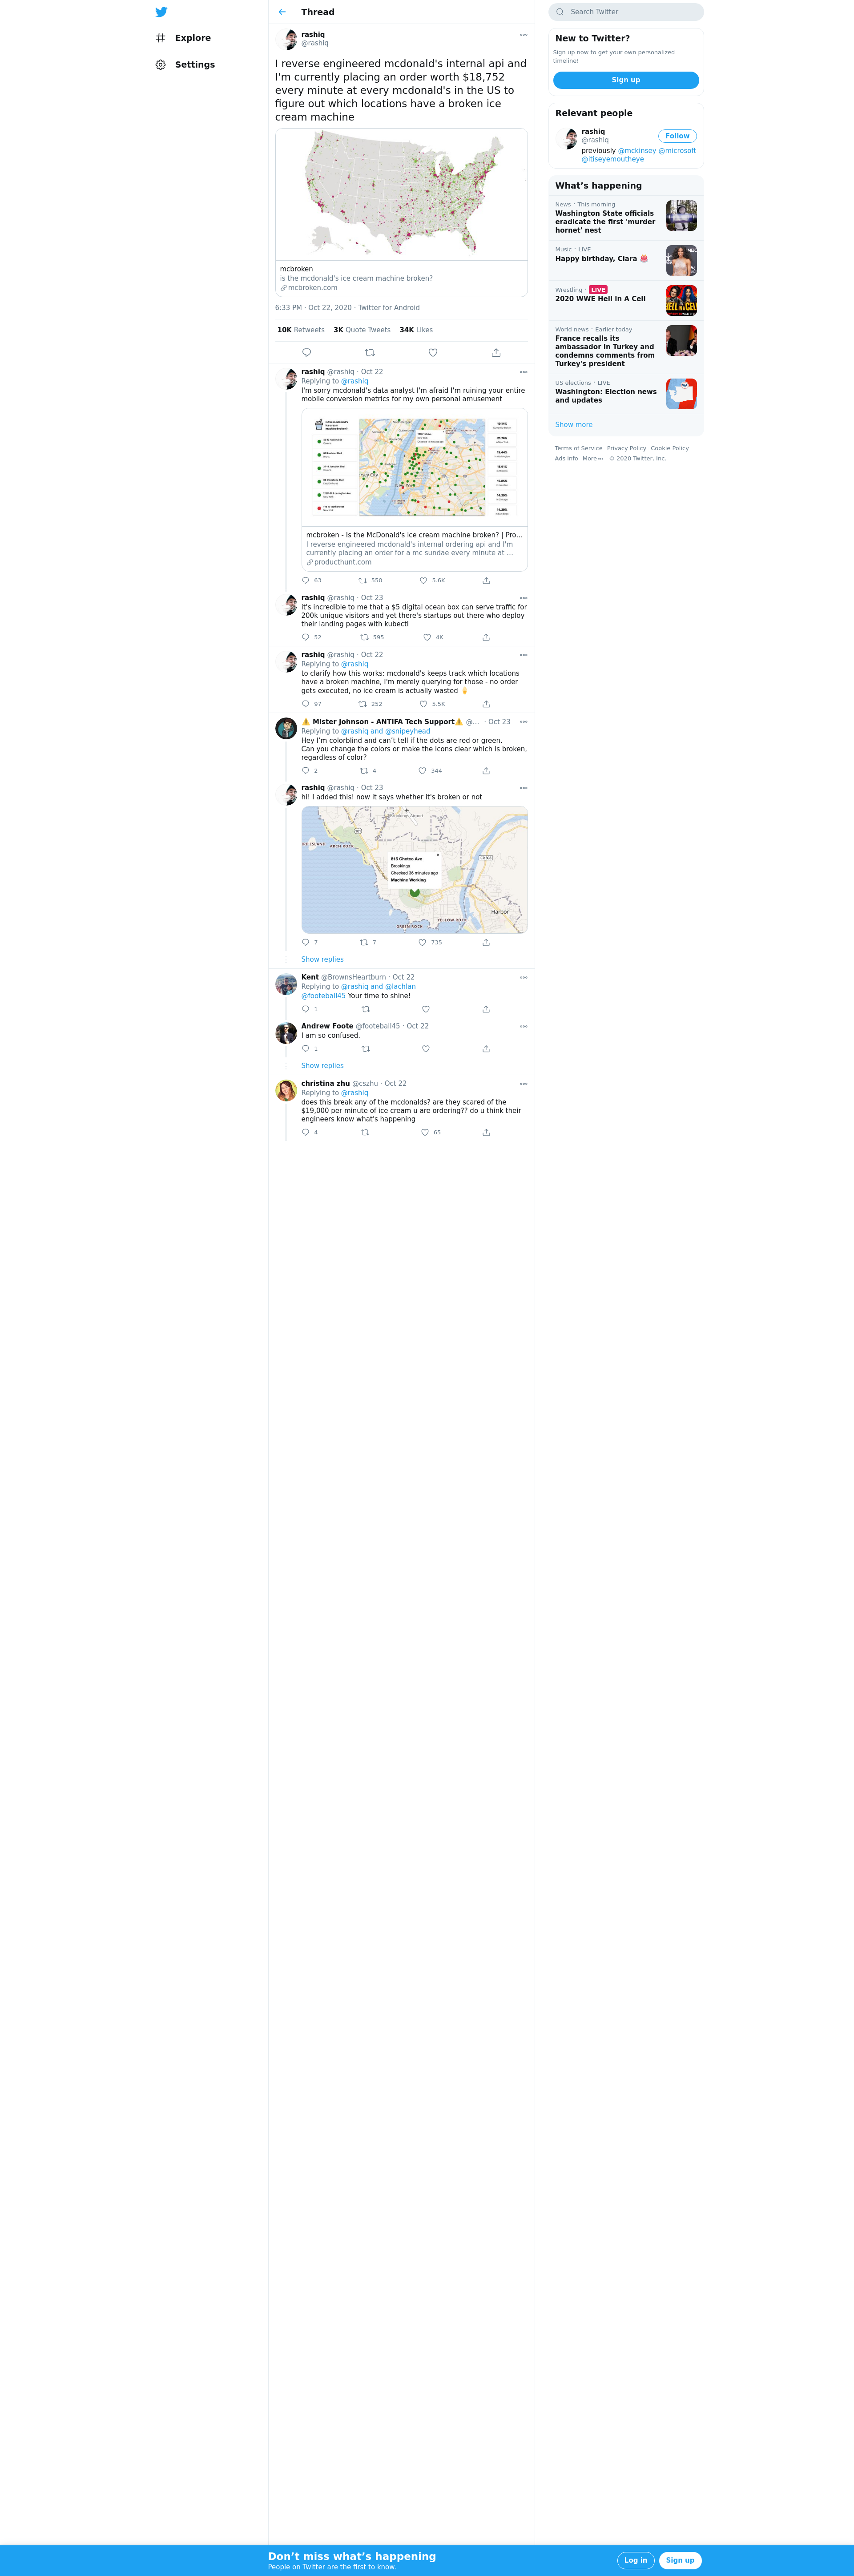 Explore
Settings
Thread
rashiq
@rashiq
I reverse engineered mcdonald's internal api and
I'm currently placing an order worth $18,752
every minute at every mcdonald's in the US to
figure out which locations have a broken ice
cream machine
mcbroken
is the mcdonald's ice cream machine broken?
mcbroken.com
6:33 PM · Oct 22, 2020 · Twitter for Android
10K Retweets 3K Quote Tweets 34K Likes
rashiq @rashiq · Oct 22
Replying to @rashiq
I'm sorry mcdonald's data analyst I'm afraid I'm ruining your entire
mobile conversion metrics for my own personal amusement
mcbroken - Is the McDonald's ice cream machine broken? | Pro...
I reverse engineered mcdonald's internal ordering api and I'm
currently placing an order for a mc sundae every minute at ...
producthunt.com
63 550 5.6K
rashiq @rashiq · Oct 23
it's incredible to me that a $5 digital ocean box can serve traffic for
200k unique visitors and yet there's startups out there who deploy
their landing pages with kubectl
52 595 4K
rashiq @rashiq · Oct 22
Replying to @rashiq
to clarify how this works: mcdonald's keeps track which locations
have a broken machine, I'm merely querying for those - no order
gets executed, no ice cream is actually wasted 🍦
97 252 5.5K
⚠️ Mister Johnson - ANTIFA Tech Support⚠️ @... · Oct 23
Replying to @rashiq and @snipeyhead
Hey I'm colorblind and can't tell if the dots are red or green.
Can you change the colors or make the icons clear which is broken,
regardless of color?
2 4 344
rashiq @rashiq · Oct 23
hi! I added this! now it says whether it's broken or not
Brookings Airport
ARCH ROCK
815 Chetco Ave
Brookings
Checked 36 minutes ago
Machine Working
Harbor
YELLOW ROCK
GREEN ROCK
7 7 735
Show replies
Kent @BrownsHeartburn · Oct 22
Replying to @rashiq and @lachlan
@footeball45 Your time to shine!
1
Andrew Foote @footeball45 · Oct 22
I am so confused.
1
Show replies
christina zhu @cszhu · Oct 22
Replying to @rashiq
does this break any of the mcdonalds? are they scared of the
$19,000 per minute of ice cream u are ordering?? do u think their
engineers know what's happening
4 65
Search Twitter
New to Twitter?
Sign up now to get your own personalized
timeline!
Sign up
Relevant people
rashiq
@rashiq
Follow
previously @mckinsey @microsoft
@itiseyemoutheye
What's happening
News · This morning
Washington State officials
eradicate the first 'murder
hornet' nest
Music · LIVE
Happy birthday, Ciara 🎂
Wrestling · LIVE
2020 WWE Hell in A Cell
World news · Earlier today
France recalls its
ambassador in Turkey and
condemns comments from
Turkey's president
US elections · LIVE
Washington: Election news
and updates
Show more
Terms of Service Privacy Policy Cookie Policy
Ads info More © 2020 Twitter, Inc.
Don't miss what's happening
People on Twitter are the first to know.
Log in
Sign up